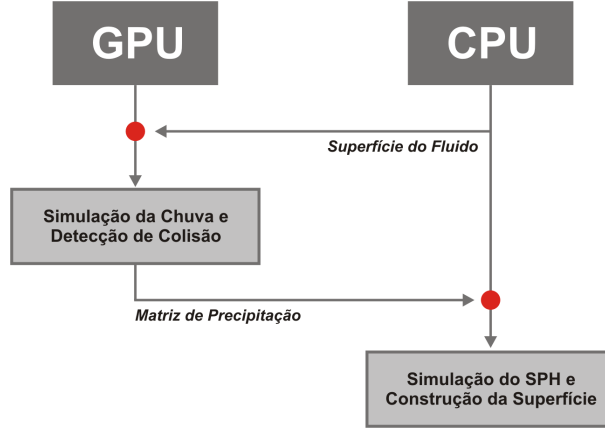 GPU
CPU
Superfície do Fluido
Simulação da Chuva e
Detecção de Colisão
Matriz de Precipitação
Simulação do SPH e
Construção da Superfície